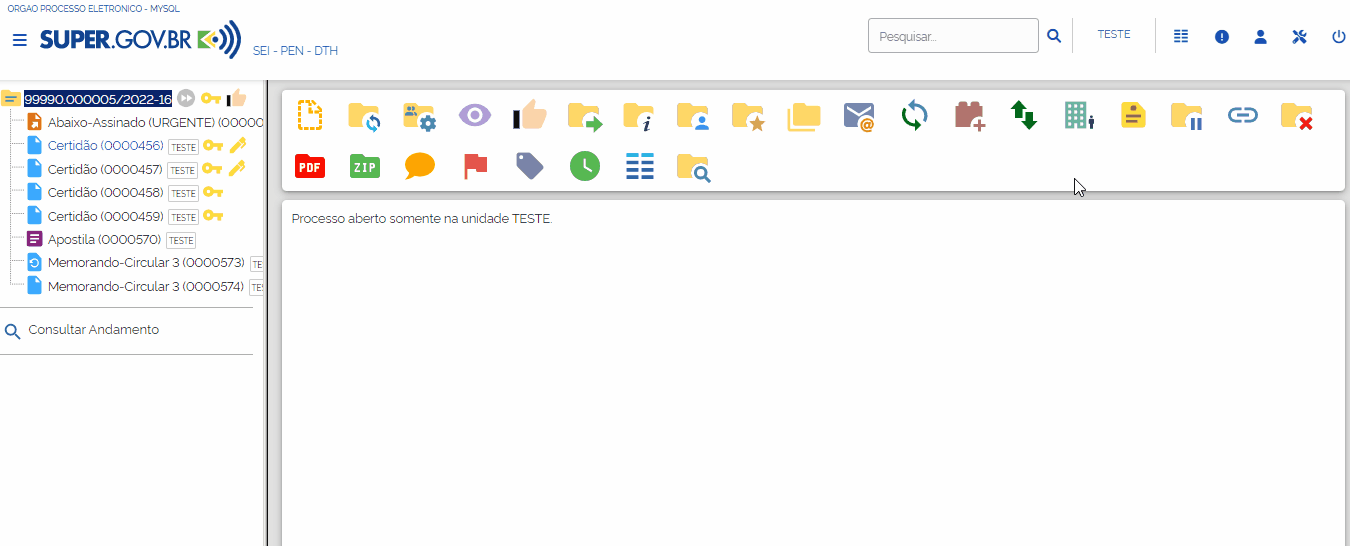 ORGAO PROCESSO ELETRONICO - MYSQL
SUPER.GOV.BR
SEI - PEN - DTH
Pesquisar...
TESTE
99990.000005/2022-16
Abaixo-Assinado (URGENTE) (00000
Certidão (0000456) TESTE
Certidão (0000457) TESTE
Certidão (0000458) TESTE
Certidão (0000459) TESTE
Apostila (0000570) TESTE
Memorando-Circular 3 (0000573) TE
Memorando-Circular 3 (0000574) TE
Consultar Andamento
i
PDF
ZIP
Processo aberto somente na unidade TESTE.